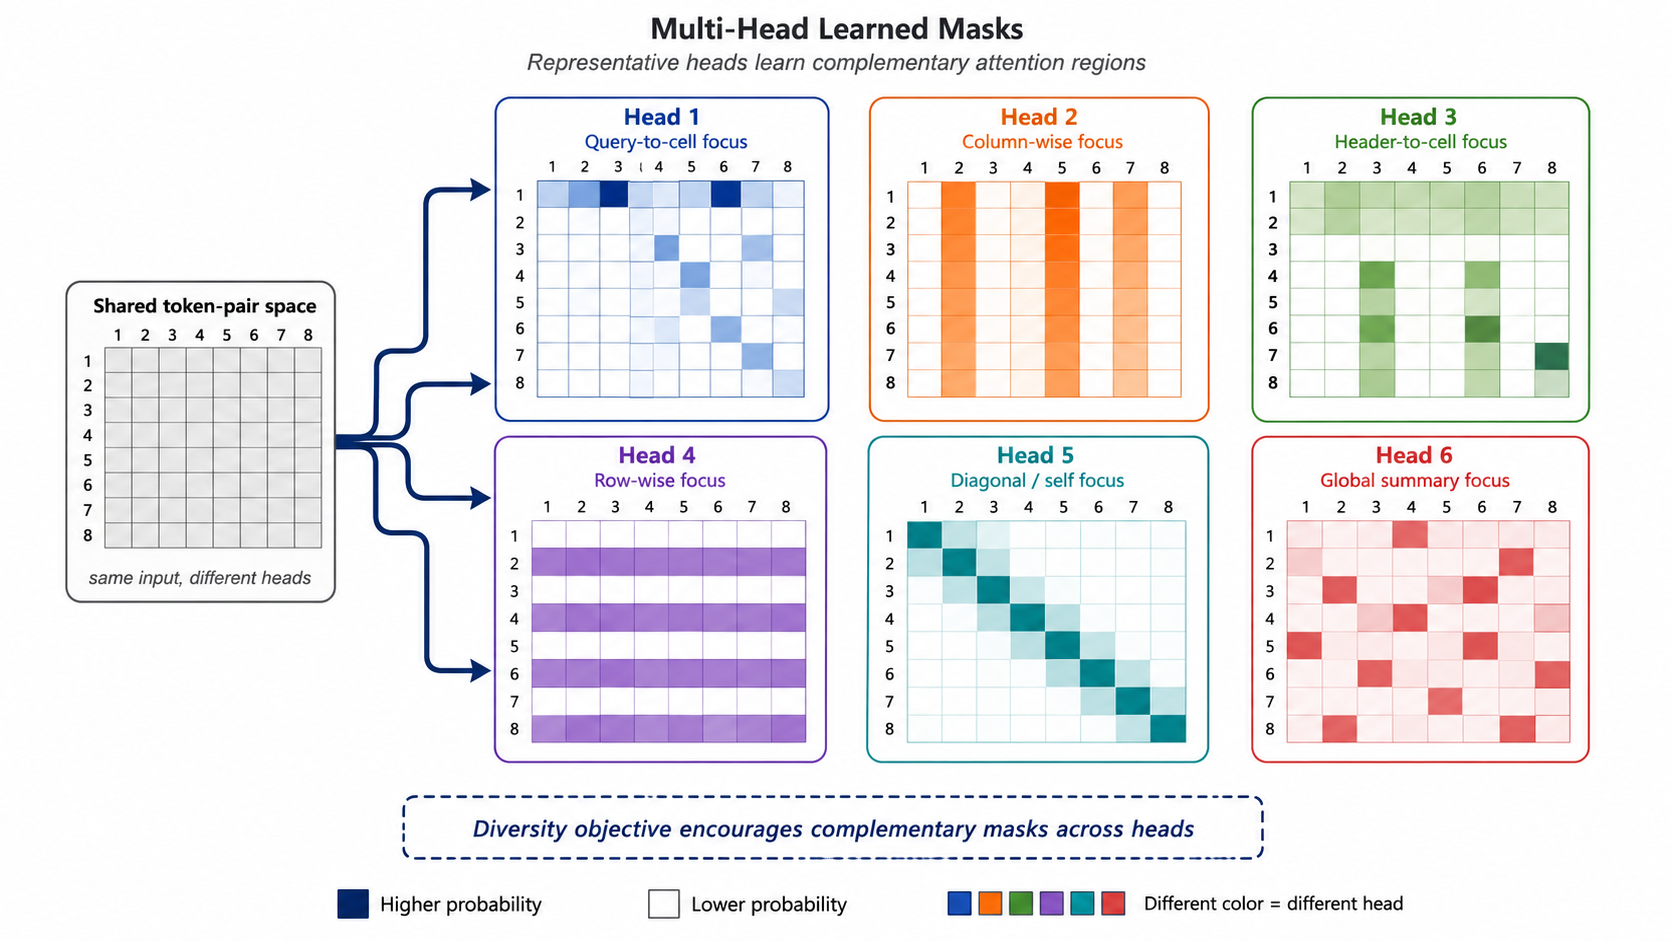 Multi-Head Learned Masks
Representative heads learn complementary attention regions
Shared token-pair space
1 2 3 4 5 6 7 8
1
2
3
4
5
6
7
8
same input, different heads
Head 1
Query-to-cell focus
1 2 3 4 5 6 7 8
1
2
3
4
5
6
7
8
Head 2
Column-wise focus
1 2 3 4 5 6 7 8
1
2
3
4
5
6
7
8
Head 3
Header-to-cell focus
1 2 3 4 5 6 7 8
1
2
3
4
5
6
7
8
Head 4
Row-wise focus
1 2 3 4 5 6 7 8
1
2
3
4
5
6
7
8
Head 5
Diagonal / self focus
1 2 3 4 5 6 7 8
1
2
3
4
5
6
7
8
Head 6
Global summary focus
1 2 3 4 5 6 7 8
1
2
3
4
5
6
7
8
Diversity objective encourages complementary masks across heads
Higher probability
Lower probability
Different color = different head